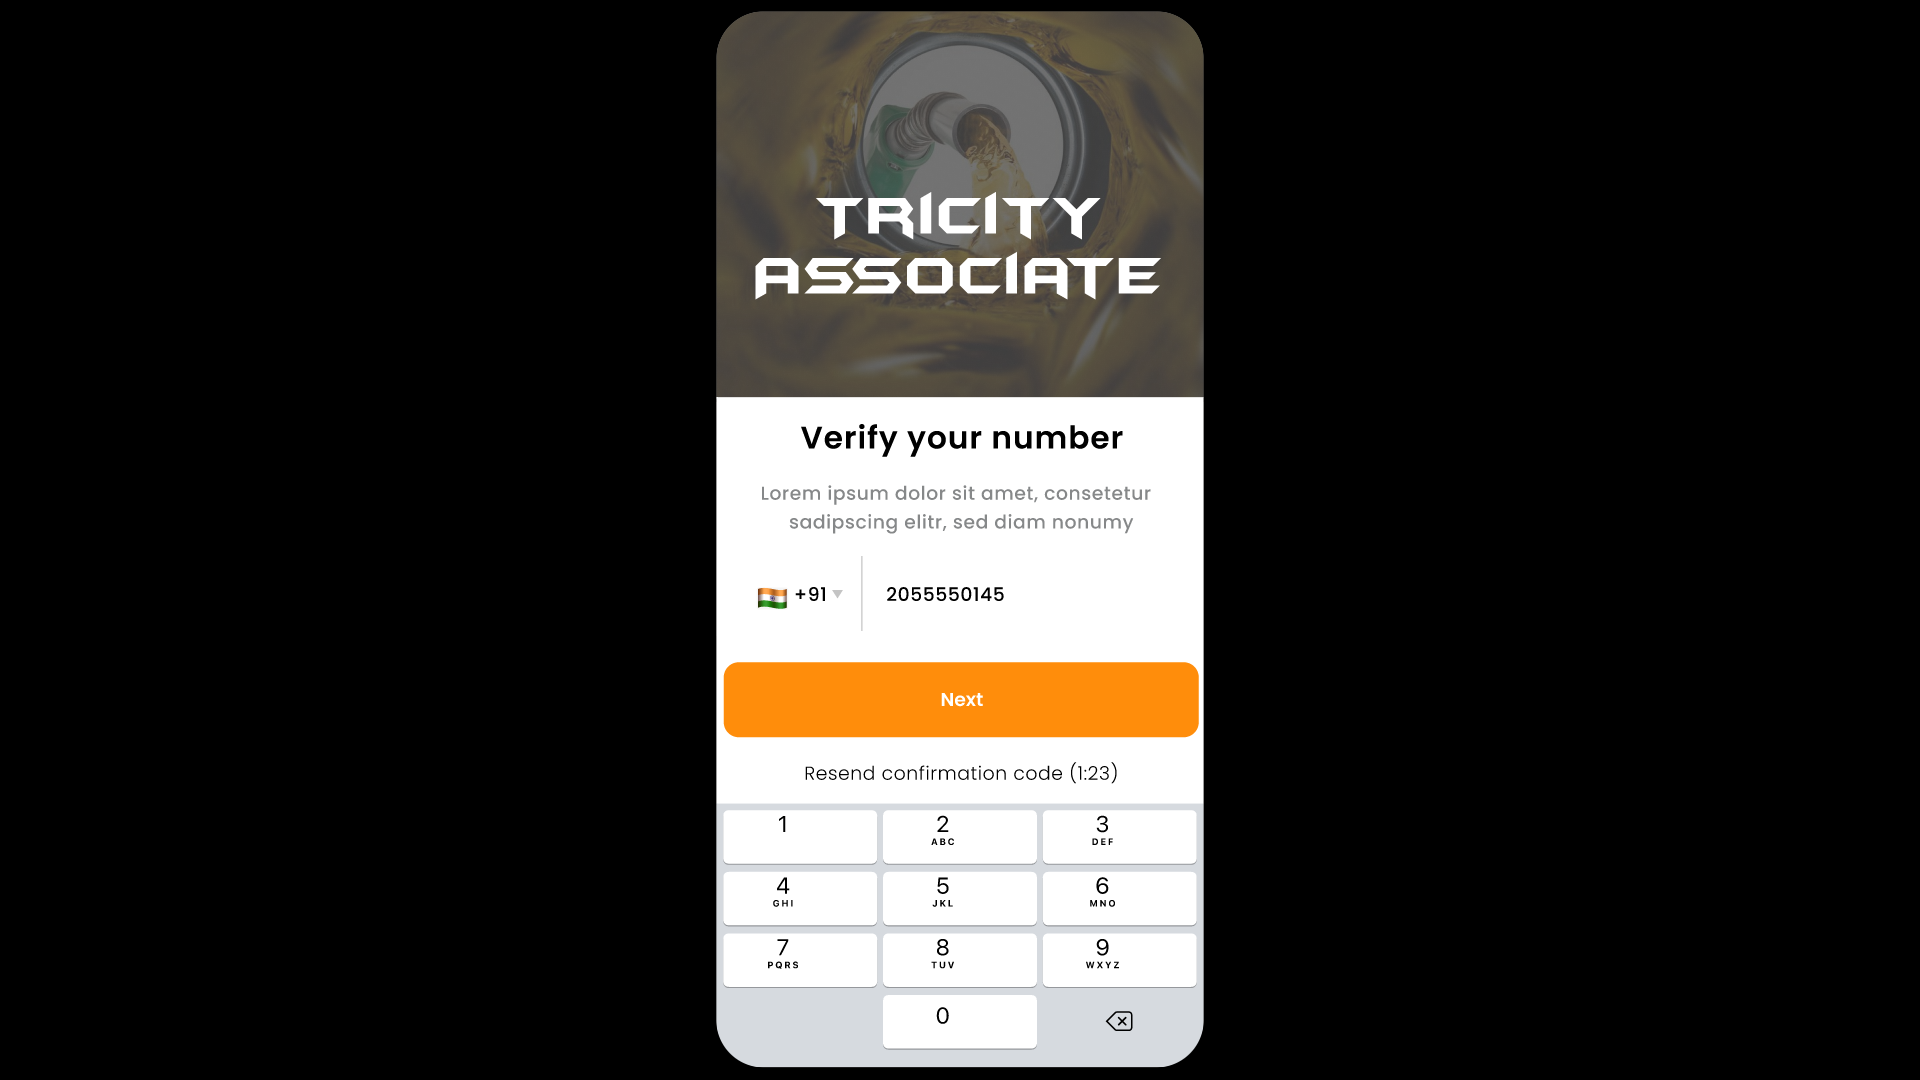 TRICITY
ASSOCIATE
Verify your number
Lorem ipsum dolor sit amet, consetetur
sadipscing elitr, sed diam nonumy
+91 2055550145
Next
Resend confirmation code (1:23)
1 2 3
ABC DEF
4 5 6
GHI JKL MNO
7 8 9
PQRS TUV WXYZ
0